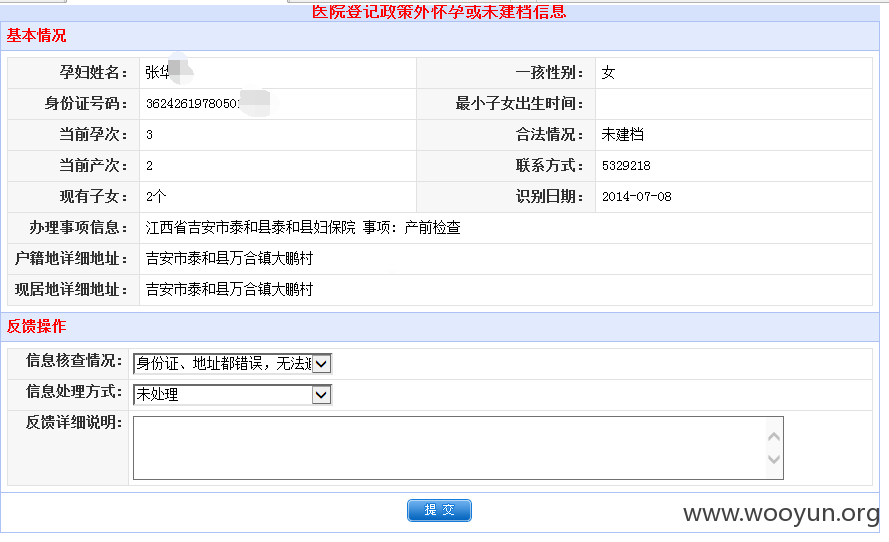 医院登记政策外怀孕或未建档信息
基本情况
孕妇姓名： 张华 一孩性别： 女
身份证号码： 36242619780501 最小子女出生时间：
当前孕次： 3 合法情况： 未建档
当前产次： 2 联系方式： 5329218
现有子女： 2个 识别日期： 2014-07-08
办理事项信息： 江西省吉安市泰和县泰和县妇保院 事项：产前检查
户籍地详细地址： 吉安市泰和县万合镇大鹏村
现居地详细地址： 吉安市泰和县万合镇大鹏村
反馈操作
信息核查情况： 身份证、地址都错误，无法追
信息处理方式： 未处理
反馈详细说明：
提 交
www.wooyun.org